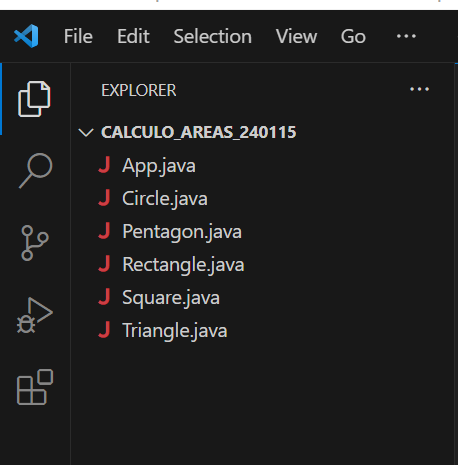 File Edit Selection View Go ...
EXPLORER ...
CALCULO_AREAS_240115
J App.java
J Circle.java
J Pentagon.java
J Rectangle.java
J Square.java
J Triangle.java